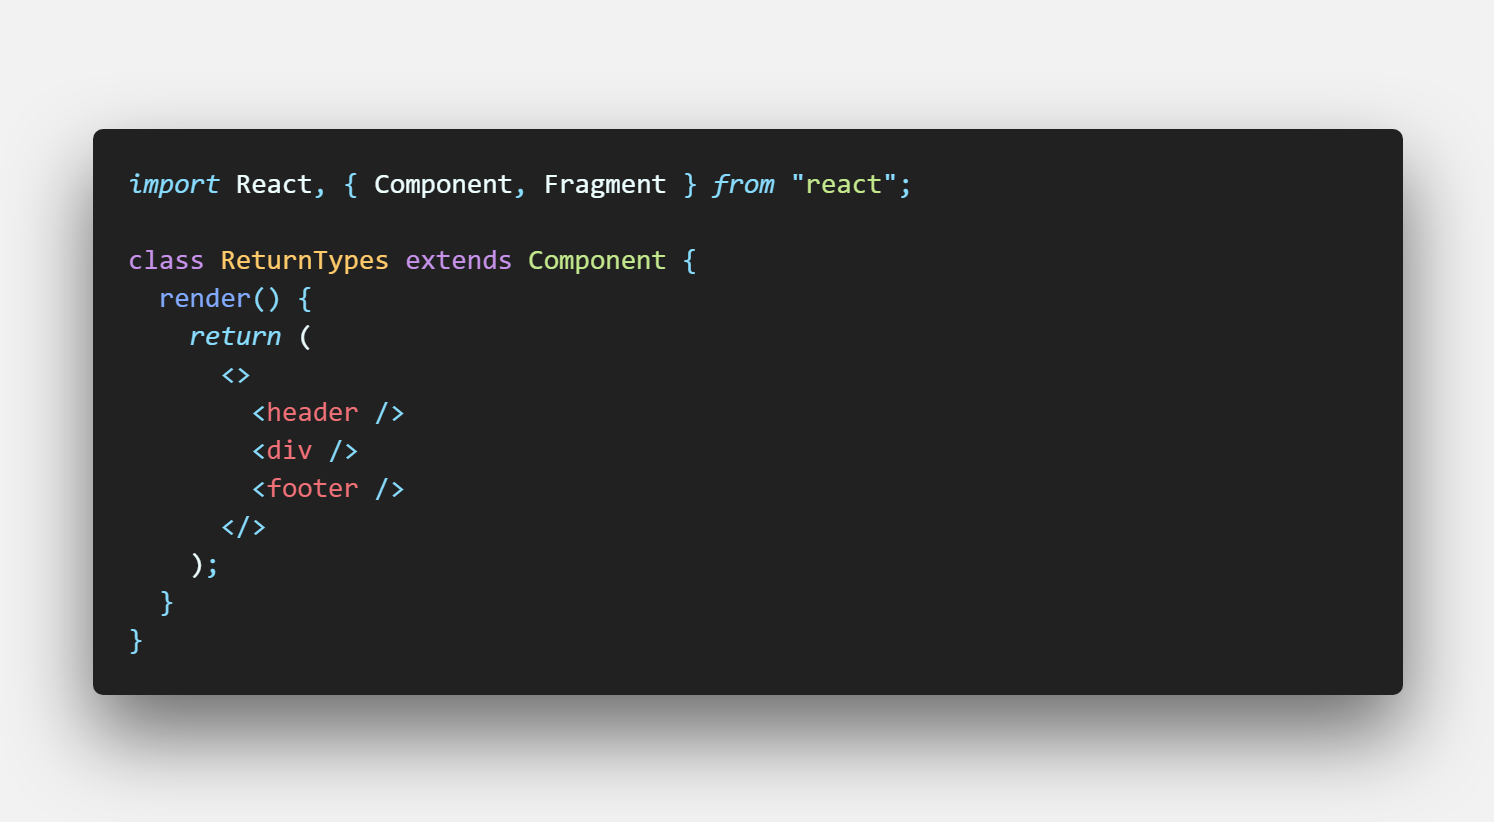 import React, { Component, Fragment } from "react";
class ReturnTypes extends Component {
render() {
return (
<>
<header />
<div />
<footer />
</>
);
}
}